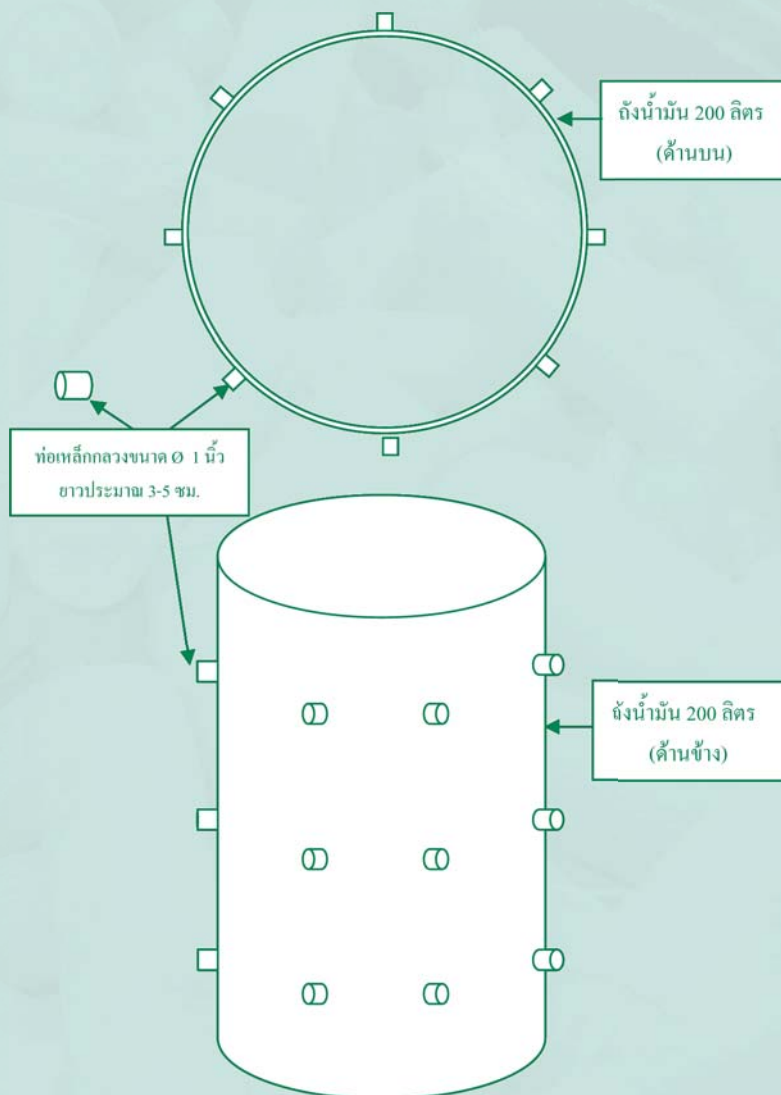 ถังน้ำมัน 200 ลิตร
(ด้านบน)
ท่อเหล็กกลวงขนาด Ø 1 นิ้ว
ยาวประมาณ 3-5 ซม.
ถังน้ำมัน 200 ลิตร
(ด้านข้าง)